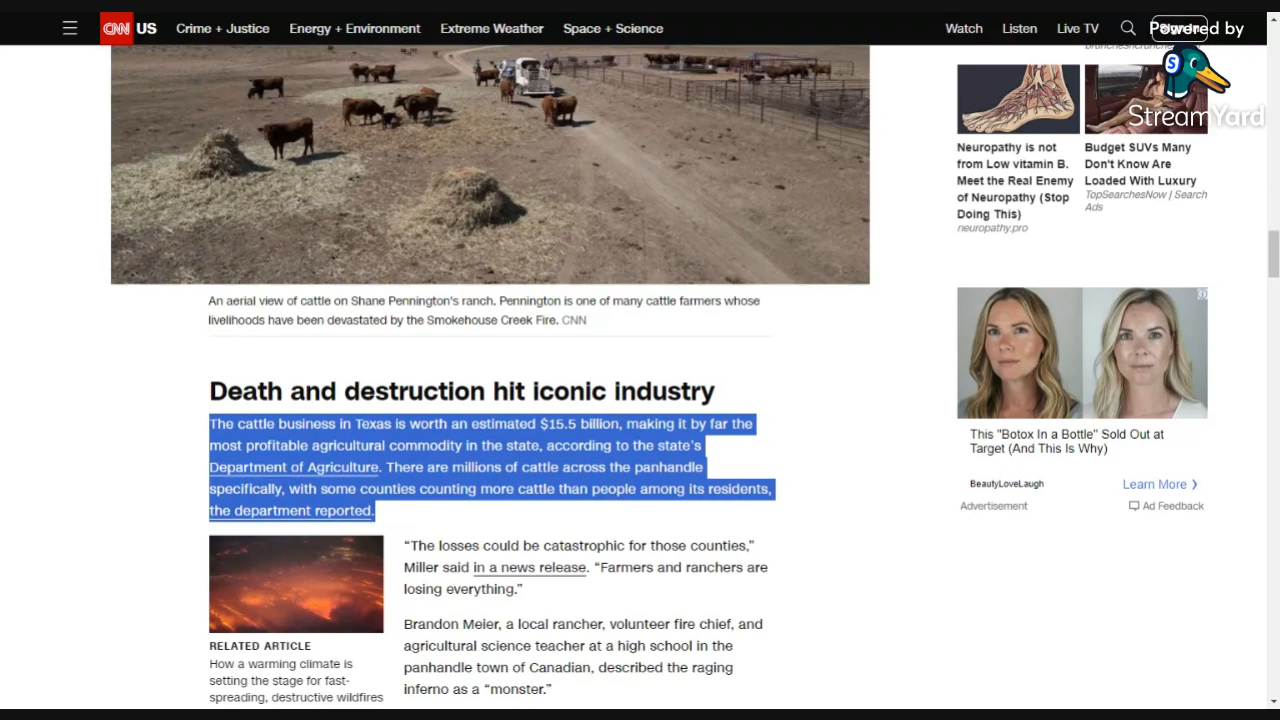 CNN US Crime + Justice Energy + Environment Extreme Weather Space + Science Watch Listen Live TV
Powered by
StreamYard
An aerial view of cattle on Shane Pennington's ranch. Pennington is one of many cattle farmers whose
livelihoods have been devastated by the Smokehouse Creek Fire. CNN
Death and destruction hit iconic industry
The cattle business in Texas is worth an estimated $15.5 billion, making it by far the
most profitable agricultural commodity in the state, according to the state's
Department of Agriculture. There are millions of cattle across the panhandle
specifically, with some counties counting more cattle than people among its residents,
the department reported.
"The losses could be catastrophic for those counties,"
Miller said in a news release. "Farmers and ranchers are
losing everything."
Brandon Meier, a local rancher, volunteer fire chief, and
agricultural science teacher at a high school in the
panhandle town of Canadian, described the raging
inferno as a "monster."
RELATED ARTICLE
How a warming climate is
setting the stage for fast-
spreading, destructive wildfires
Neuropathy is not
from Low vitamin B.
Meet the Real Enemy
of Neuropathy (Stop
Doing This)
neuropathy.pro
Budget SUVs Many
Don't Know Are
Loaded With Luxury
TopSearchesNow | Search
Ads
This "Botox In a Bottle" Sold Out at
Target (And This Is Why)
BeautyLoveLaugh
Learn More
Advertisement
Ad Feedback